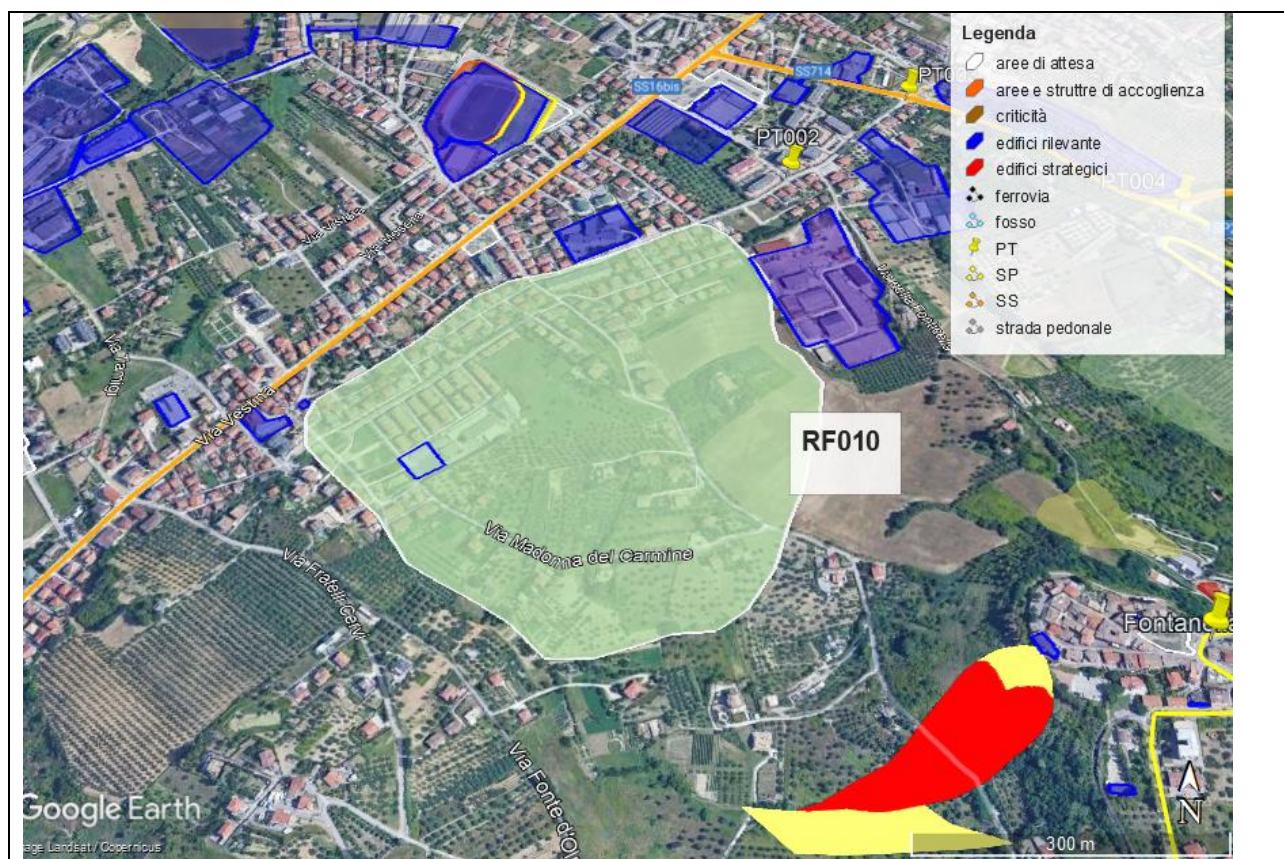 Legenda
aree di attesa
aree e struttre di accoglienza
criticità
edifici rilevante
edifici strategici
ferrovia
fosso
PT
SP
SS
strada pedonale
SS714
SS16bis
PT002
PT004
Via Vestina
RF010
Via Madonna del Carmine
Via Fratelli Cervi
Via Fonte d'Ol
Google Earth
age Landsat / Copernicus
N
300 m